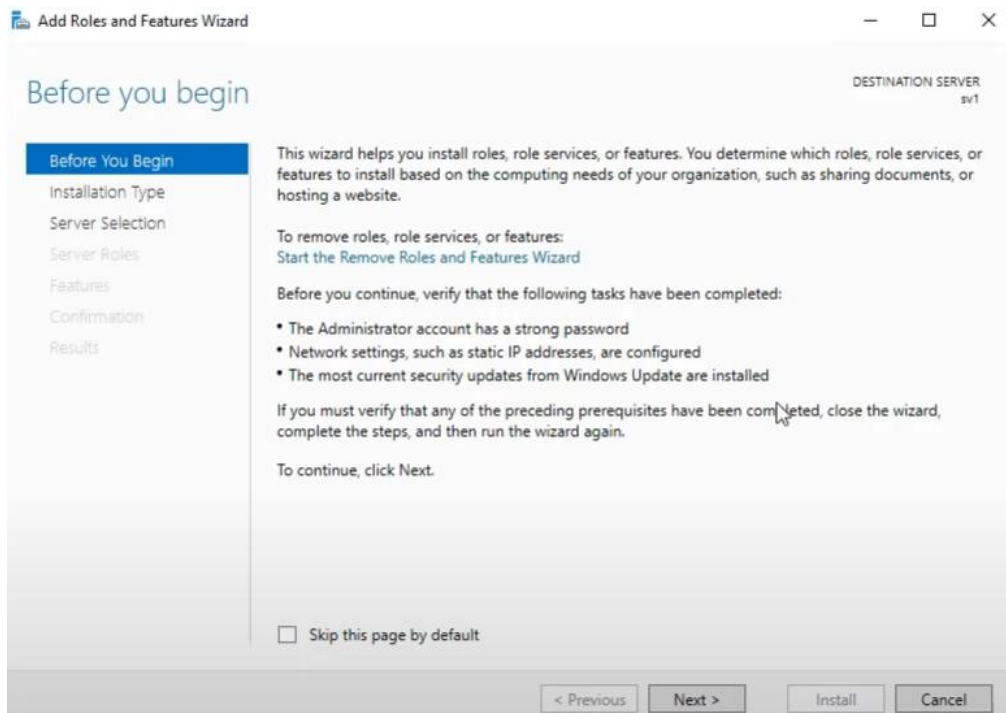 Add Roles and Features Wizard
Before you begin
DESTINATION SERVER
sv1
Before You Begin
Installation Type
Server Selection
Server Roles
Features
Confirmation
Results
This wizard helps you install roles, role services, or features. You determine which roles, role services, or
features to install based on the computing needs of your organization, such as sharing documents, or
hosting a website.
To remove roles, role services, or features:
Start the Remove Roles and Features Wizard
Before you continue, verify that the following tasks have been completed:
• The Administrator account has a strong password
• Network settings, such as static IP addresses, are configured
• The most current security updates from Windows Update are installed
If you must verify that any of the preceding prerequisites have been completed, close the wizard,
complete the steps, and then run the wizard again.
To continue, click Next.
Skip this page by default
< Previous
Next >
Install
Cancel